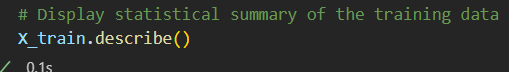 # Display statistical summary of the training data
X_train.describe()
0.1s